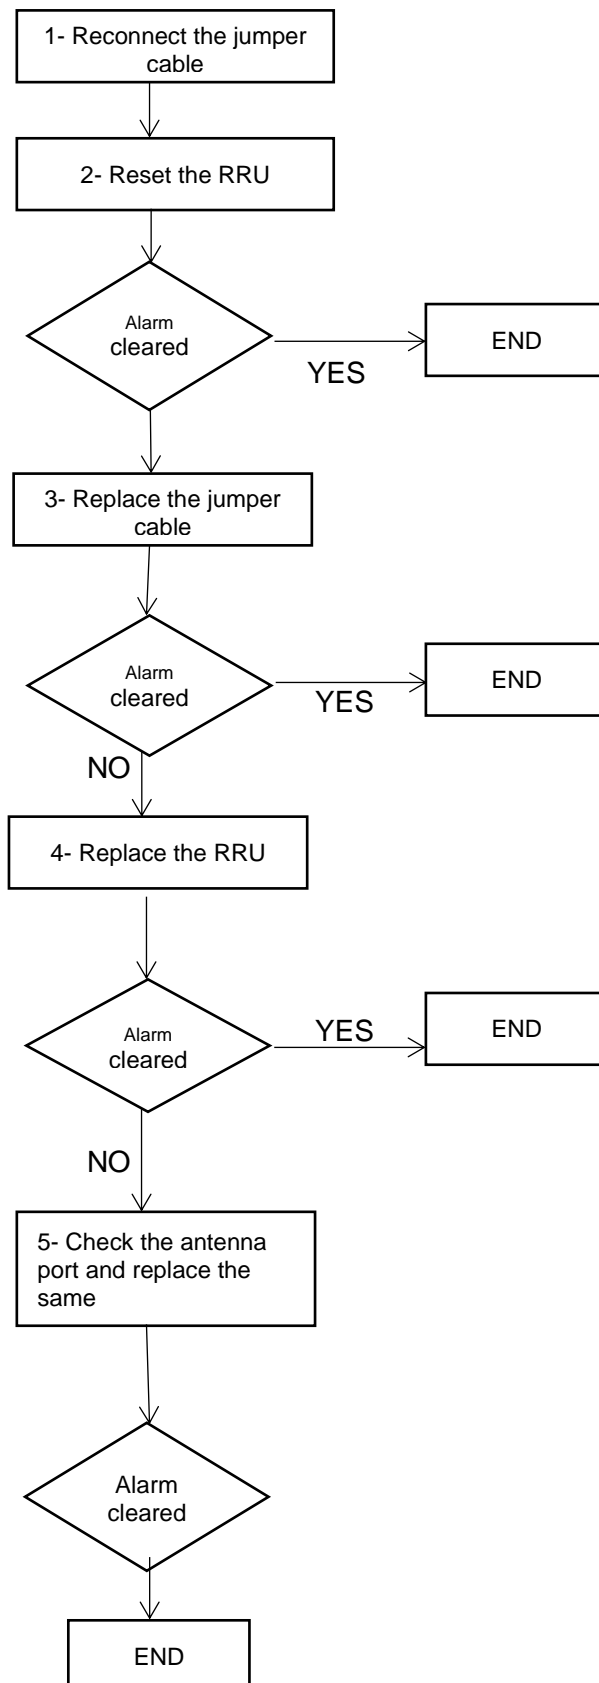 1- Reconnect the jumper
cable
2- Reset the RRU
Alarm
cleared
YES
END
3- Replace the jumper
cable
Alarm
cleared
YES
END
NO
4- Replace the RRU
Alarm
cleared
YES
END
NO
5- Check the antenna
port and replace the
same
Alarm
cleared
END